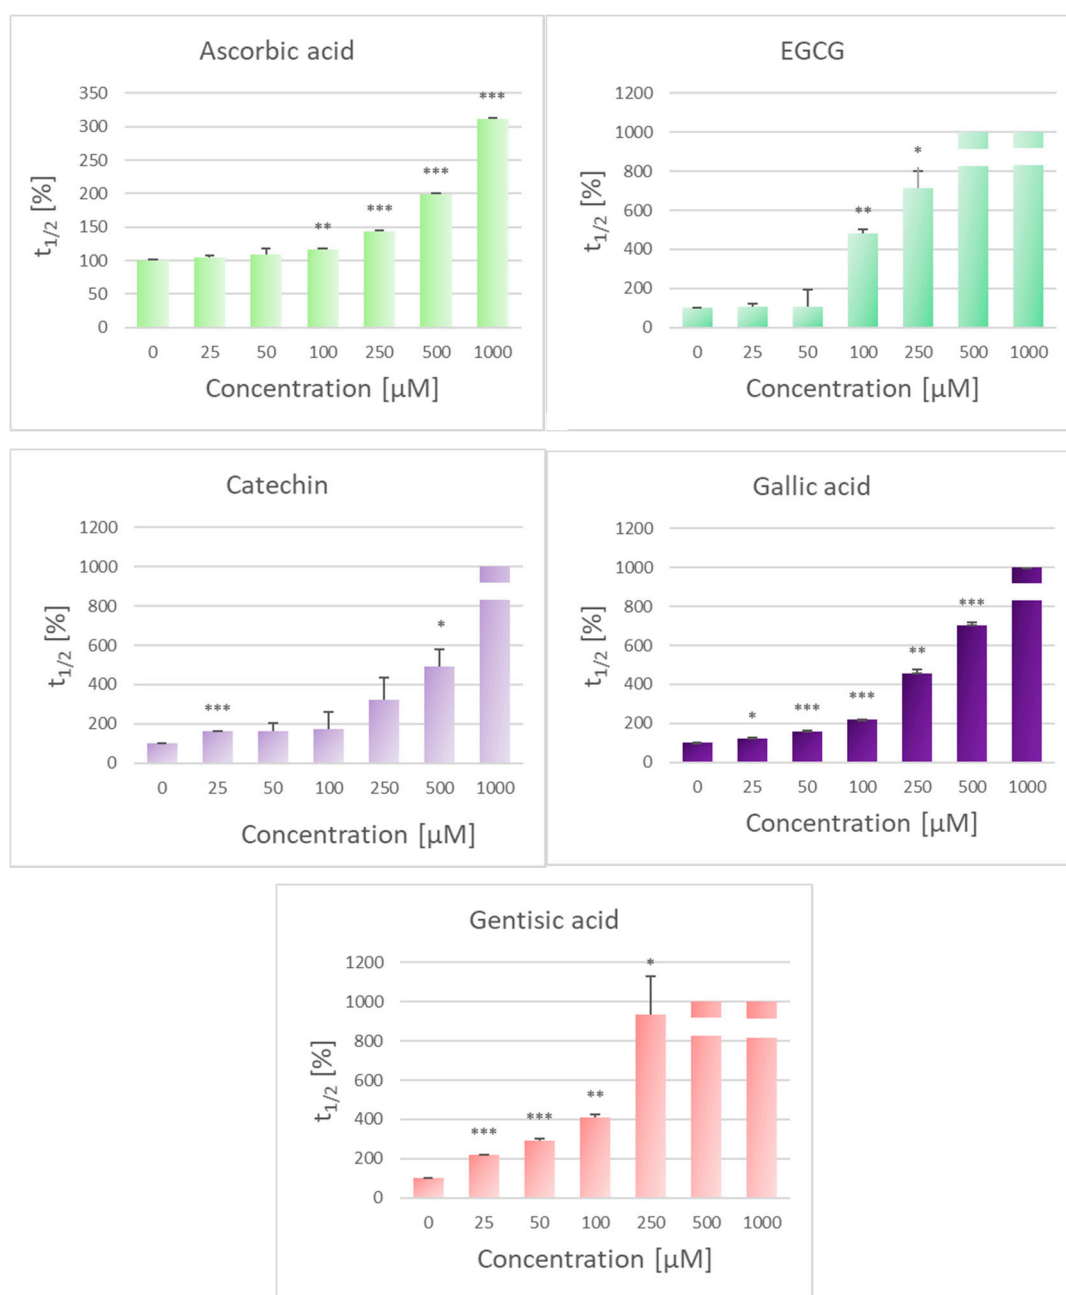 Ascorbic acid
t1/2 [%]
350
300
250
200
150
100
50
0
** *** *** ***
0 25 50 100 250 500 1000
Concentration [µM]
EGCG
t1/2 [%]
1200
1000
800
600
400
200
0
** *
0 25 50 100 250 500 1000
Concentration [µM]
Catechin
t1/2 [%]
1200
1000
800
600
400
200
0
*** *
0 25 50 100 250 500 1000
Concentration [µM]
Gallic acid
t1/2 [%]
1200
1000
800
600
400
200
0
* *** *** ** ***
0 25 50 100 250 500 1000
Concentration [µM]
Gentisic acid
t1/2 [%]
1200
1000
800
600
400
200
0
*** *** ** *
0 25 50 100 250 500 1000
Concentration [µM]